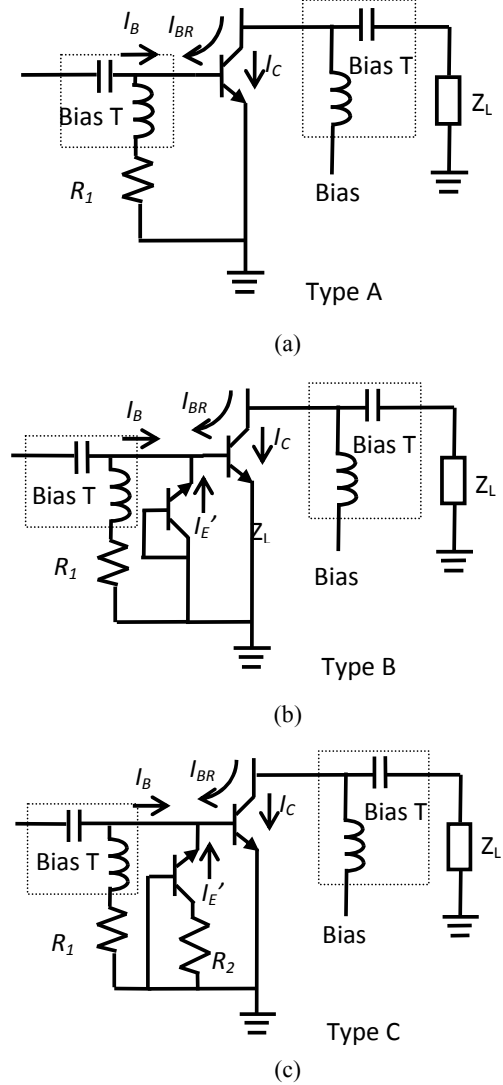 I_B I_BR
I_C
Bias T
Bias T
Z_L
R_1
Bias
Type A
(a)
I_B
I_BR
I_C
Bias T
Bias T
I_E’
Z_L
Z_L
R_1
Bias
Type B
(b)
I_B
I_BR
I_C
Bias T
Bias T
I_E’
Z_L
R_1
R_2
Bias
Type C
(c)